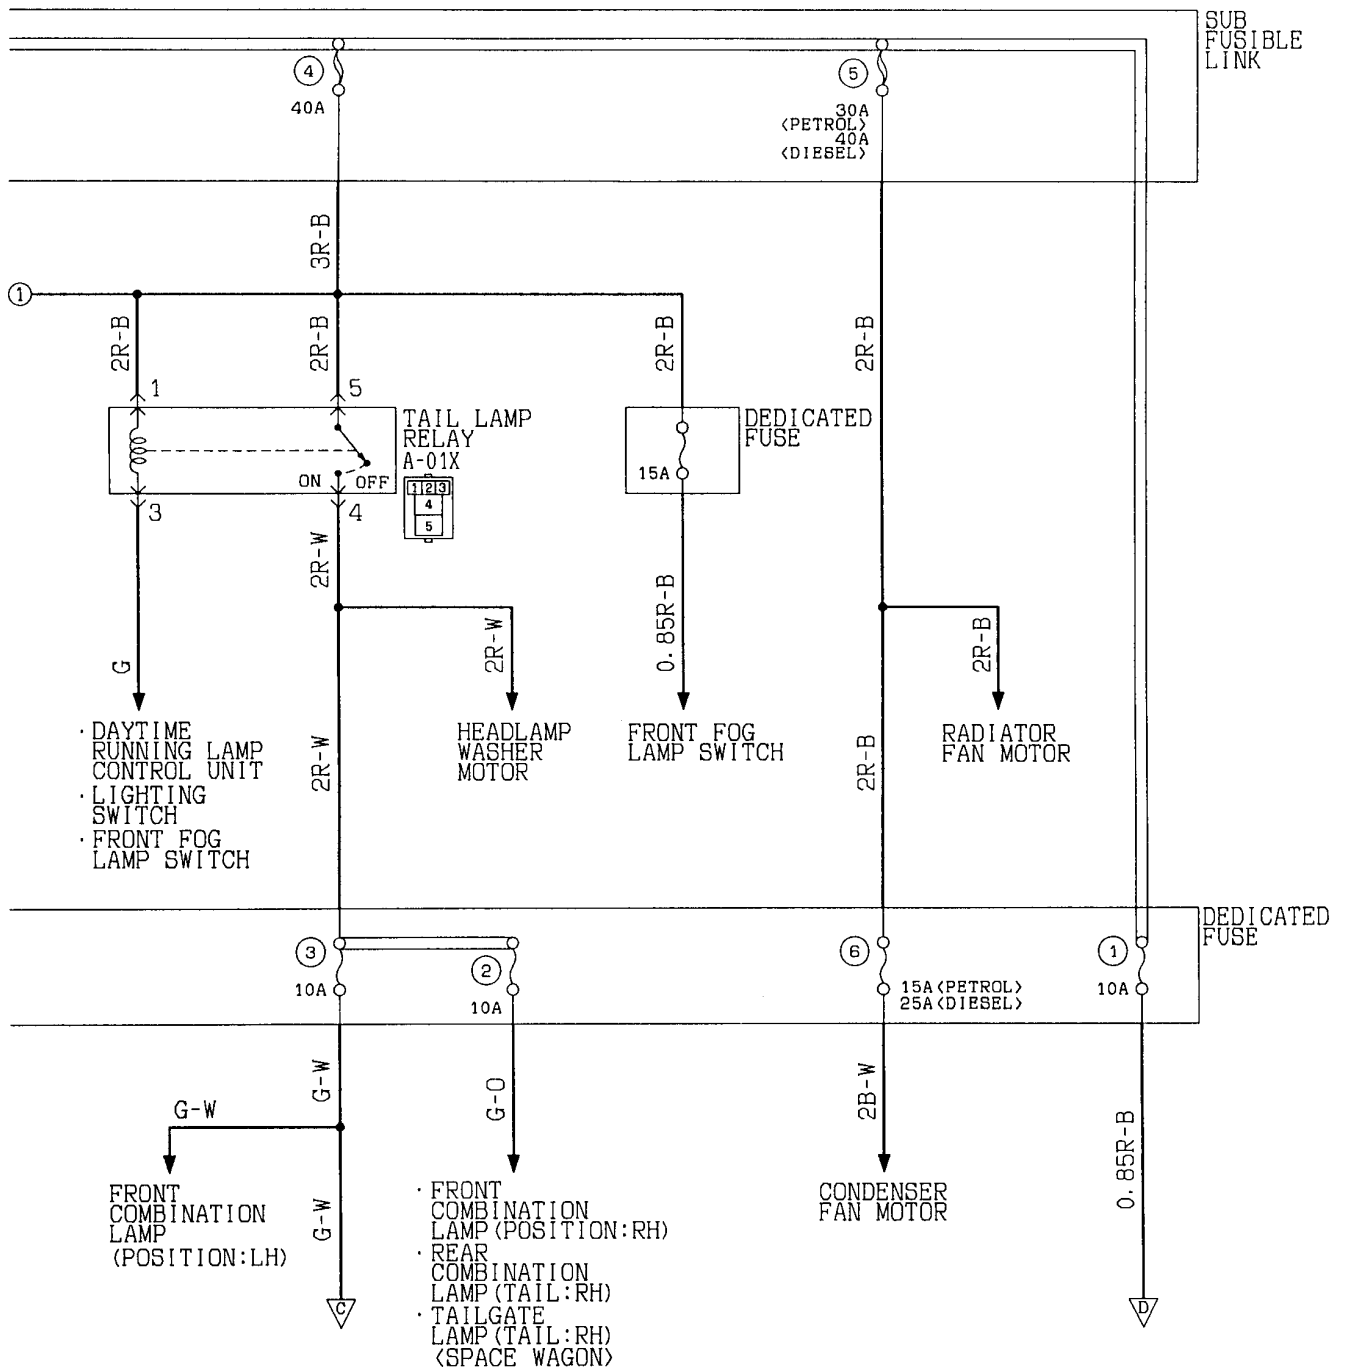 SUB
FUSIBLE
LINK
4
40A
5
30A
<PETROL>
40A
<DIESEL>
3R-B
1
2R-B
2R-B
2R-B
2R-B
1
5
TAIL LAMP
RELAY
A-01X
ON
OFF
3
4
1 2 3
4
5
DEDICATED
FUSE
15A
2R-W
0.85R-B
G
2R-W
2R-B
· DAYTIME
RUNNING LAMP
CONTROL UNIT
· LIGHTING
SWITCH
· FRONT FOG
LAMP SWITCH
2R-W
HEADLAMP
WASHER
MOTOR
FRONT FOG
LAMP SWITCH
2R-B
RADIATOR
FAN MOTOR
DEDICATED
FUSE
3
10A
2
10A
6
15A<PETROL>
25A<DIESEL>
1
10A
G-W
G-O
2B-W
0.85R-B
G-W
G-W
FRONT
COMBINATION
LAMP
(POSITION:LH)
· FRONT
COMBINATION
LAMP(POSITION:RH)
· REAR
COMBINATION
LAMP(TAIL:RH)
· TAILGATE
LAMP(TAIL:RH)
<SPACE WAGON>
CONDENSER
FAN MOTOR
C
D